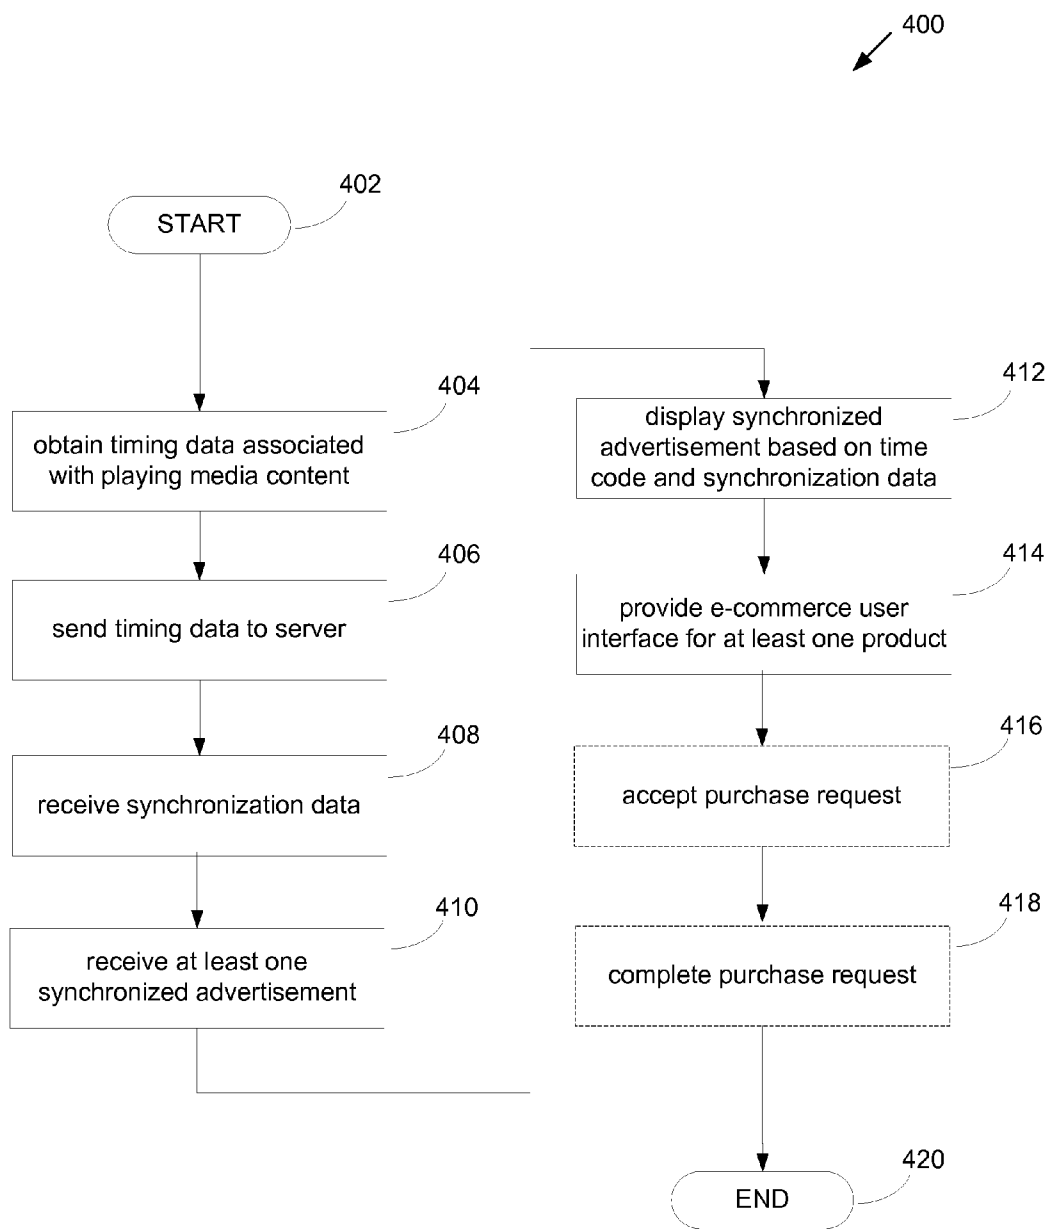 400
402
START
404
obtain timing data associated
with playing media content
406
send timing data to server
408
receive synchronization data
410
receive at least one
synchronized advertisement
412
display synchronized
advertisement based on time
code and synchronization data
414
provide e-commerce user
interface for at least one product
416
accept purchase request
418
complete purchase request
420
END